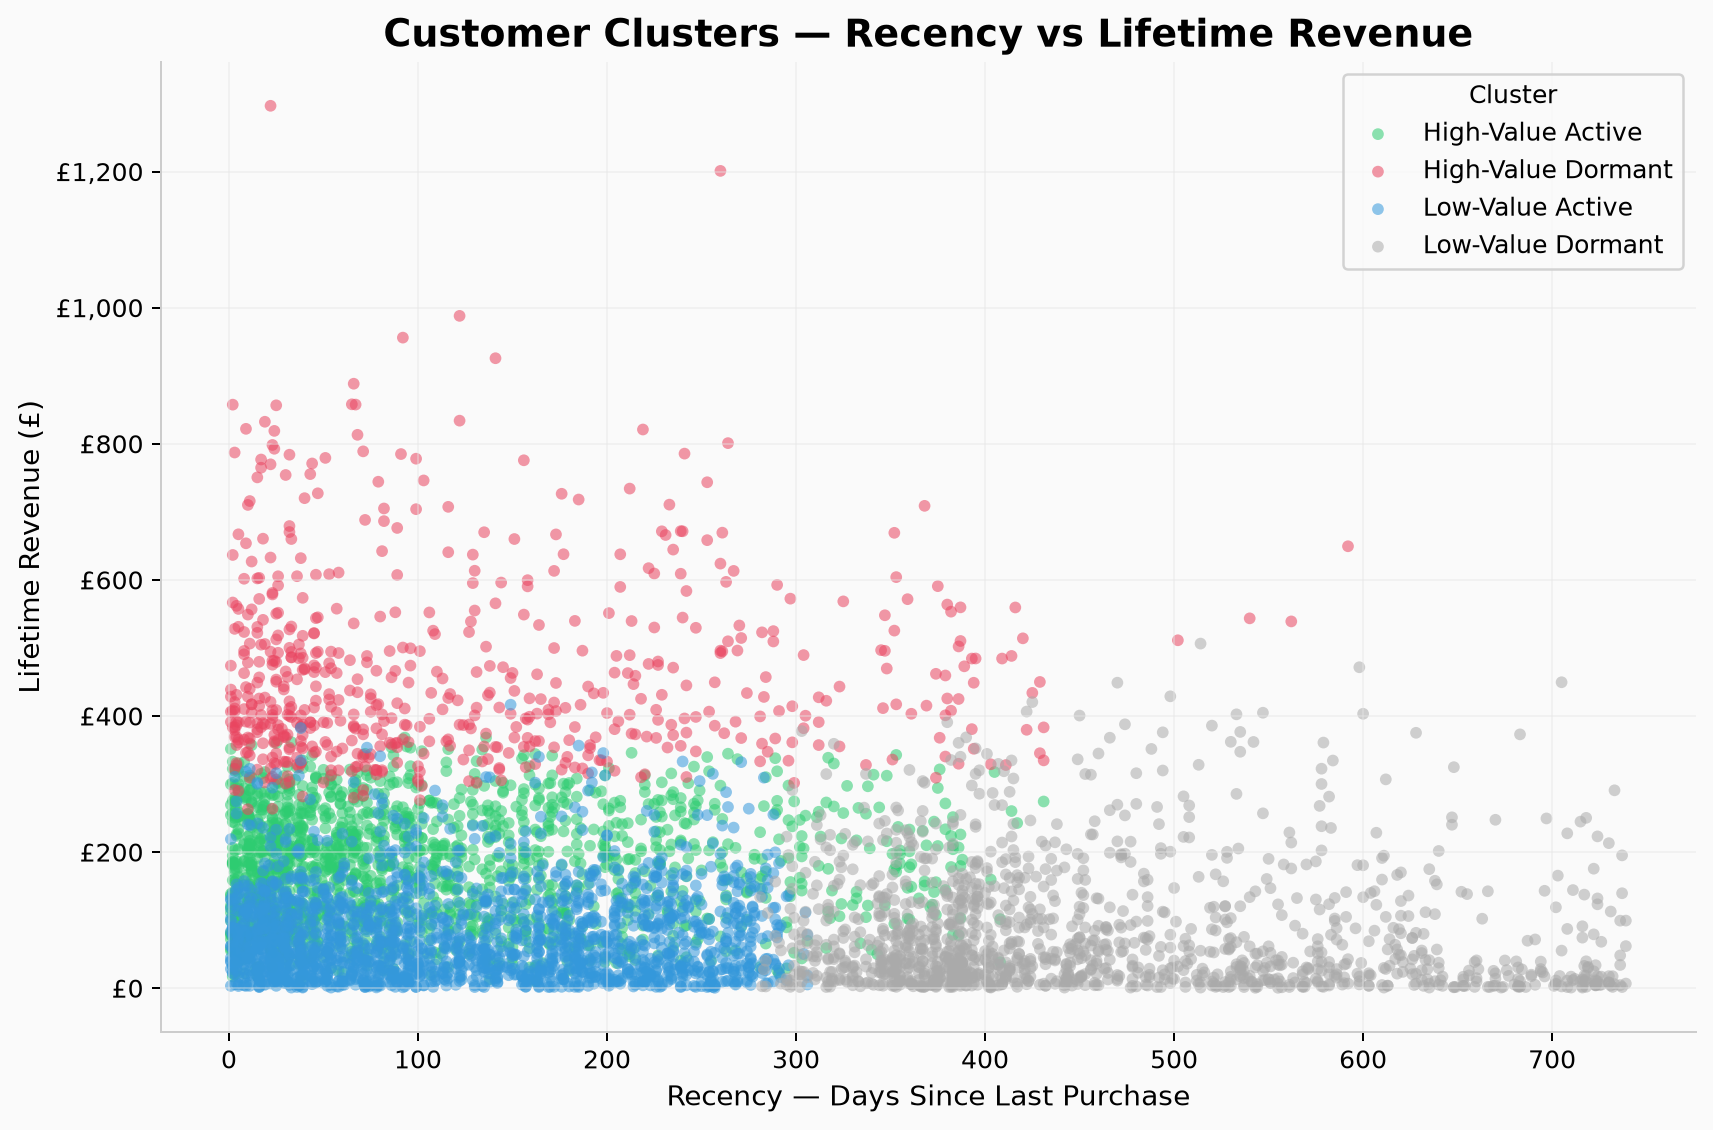 Customer Clusters — Recency vs Lifetime Revenue
Cluster
High-Value Active
High-Value Dormant
Low-Value Active
Low-Value Dormant
£1,200
£1,000
£800
£600
£400
£200
£0
Lifetime Revenue (£)
0 100 200 300 400 500 600 700
Recency — Days Since Last Purchase